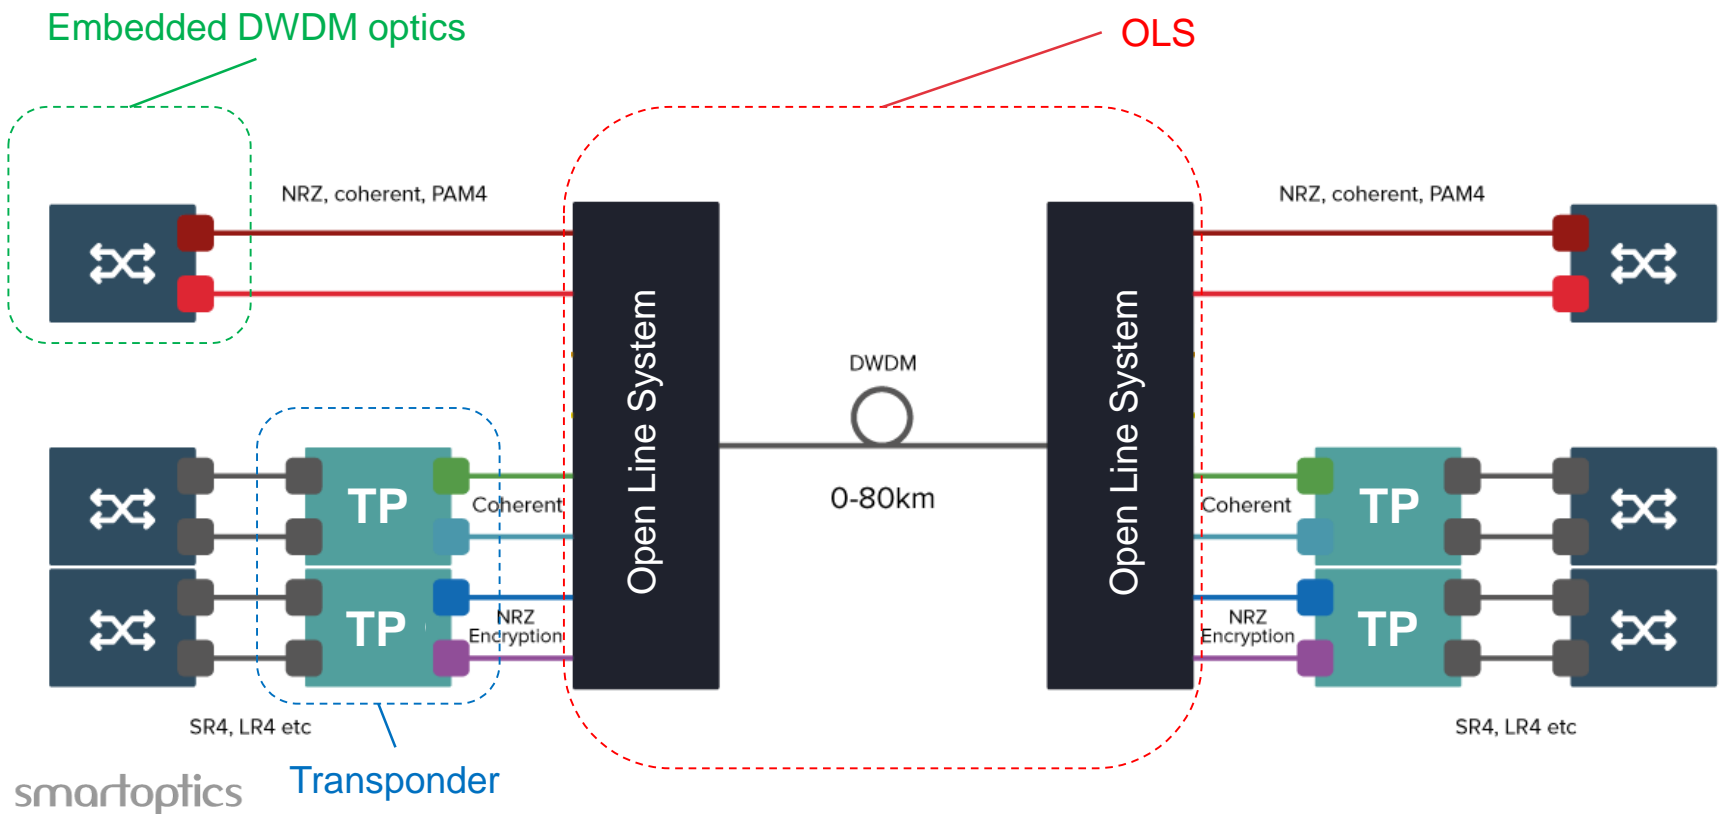 Embedded DWDM optics
OLS
NRZ, coherent, PAM4
NRZ, coherent, PAM4
Open Line System
DWDM
0-80km
Open Line System
TP
Coherent
TP
NRZ
Encryption
Coherent
TP
NRZ
Encryption
TP
SR4, LR4 etc
SR4, LR4 etc
Transponder
smartoptics